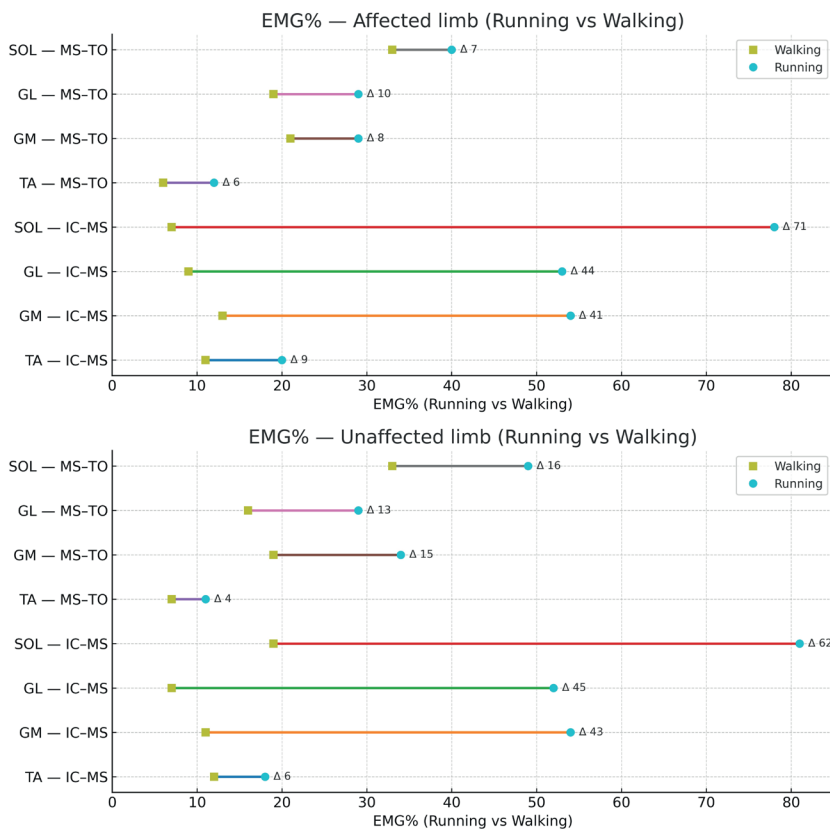 EMG% — Affected limb (Running vs Walking)
SOL — MS–TO
Δ 7
Walking
Running
GL — MS–TO
Δ 10
GM — MS–TO
Δ 8
TA — MS–TO
Δ 6
SOL — IC–MS
Δ 71
GL — IC–MS
Δ 44
GM — IC–MS
Δ 41
TA — IC–MS
Δ 9
0 10 20 30 40 50 60 70 80
EMG% (Running vs Walking)
EMG% — Unaffected limb (Running vs Walking)
SOL — MS–TO
Δ 16
Walking
Running
GL — MS–TO
Δ 13
GM — MS–TO
Δ 15
TA — MS–TO
Δ 4
SOL — IC–MS
Δ 62
GL — IC–MS
Δ 45
GM — IC–MS
Δ 43
TA — IC–MS
Δ 6
0 10 20 30 40 50 60 70 80
EMG% (Running vs Walking)